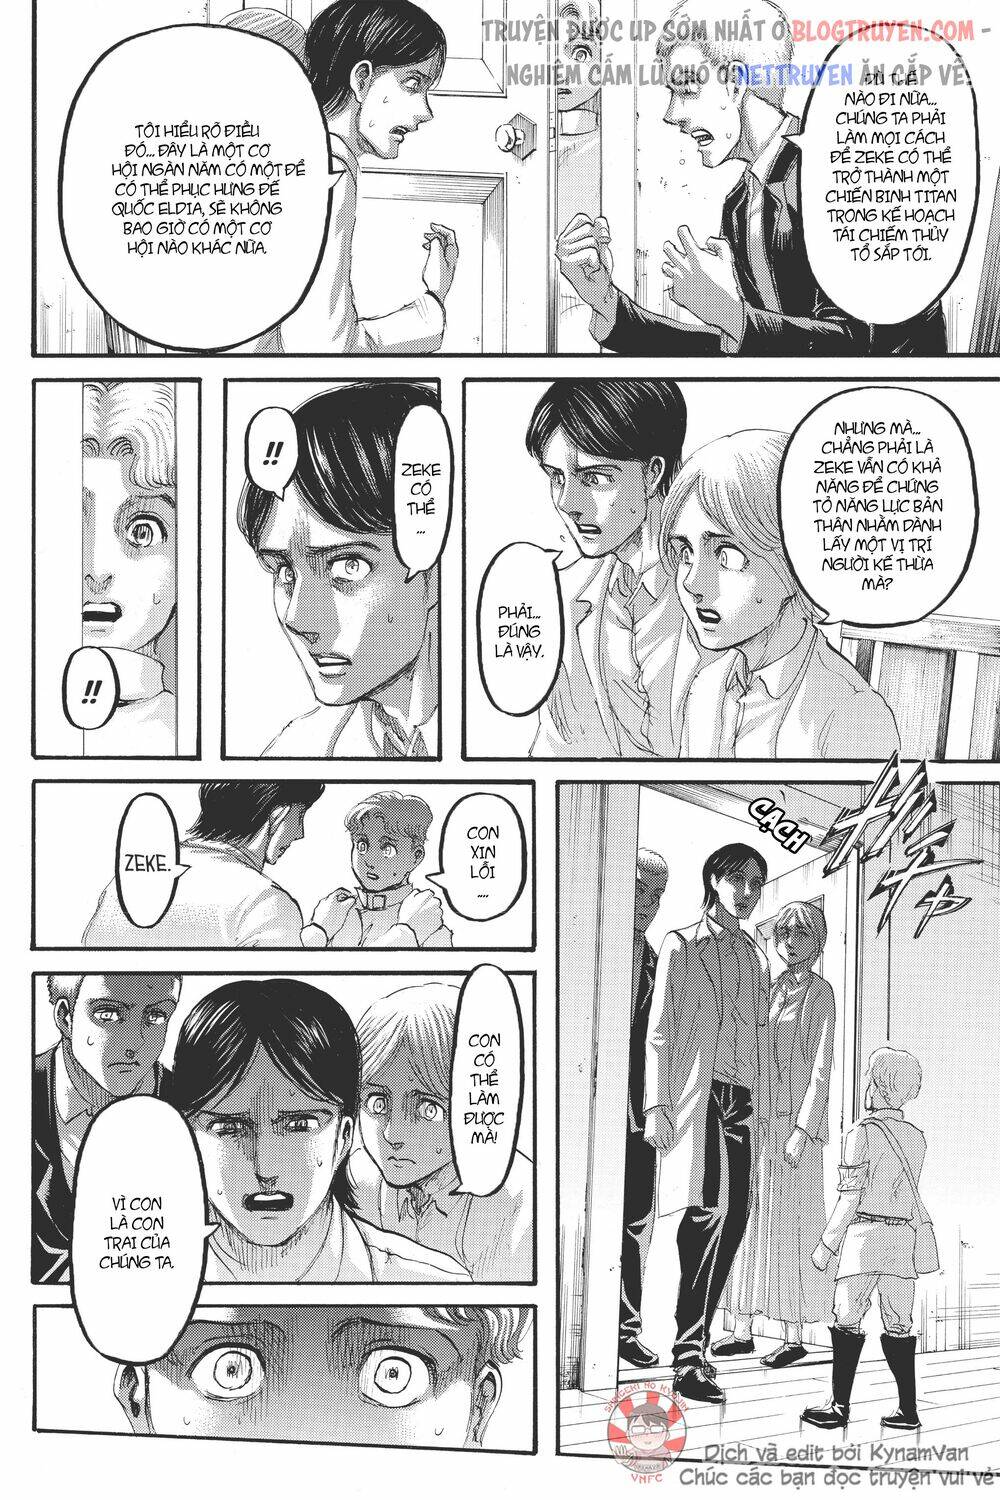 TRUYỆN ĐƯỢC UP SỚM NHẤT Ở BLOGTRUYEN.COM -
NGHIÊM CẤM LŨ CHÓ Ở NETTRUYEN ĂN CẮP VỀ!
DÙ THẾ
NÀO ĐI NỮA...
CHÚNG TA PHẢI
LÀM MỌI CÁCH
ĐỂ ZEKE CÓ THỂ
TRỞ THÀNH MỘT
CHIẾN BINH TITAN
TRONG KẾ HOẠCH
TÁI CHIẾM THỦY
TỔ SẮP TỚI.
TÔI HIỂU RÕ ĐIỀU
ĐÓ... ĐÂY LÀ MỘT CƠ
HỘI NGÀN NĂM CÓ MỘT ĐỂ
CÓ THỂ PHỤC HƯNG ĐẾ
QUỐC ELDIA, SẼ KHÔNG
BAO GIỜ CÓ MỘT CƠ
HỘI NÀO KHÁC NỮA.
NHƯNG MÀ...
CHẲNG PHẢI LÀ
ZEKE VẪN CÓ KHẢ
NĂNG ĐỂ CHỨNG
TỎ NĂNG LỰC BẢN
THÂN NHẰM DÀNH
LẤY MỘT VỊ TRÍ
NGƯỜI KẾ THỪA
MÀ?
PHẢI...
ĐÚNG
LÀ VẬY.
ZEKE
CÓ
THỂ
...
!!
!!
CẠCH
CON
XIN
LỖI
.....
ZEKE.
CON
CÓ
THỂ
LÀM
ĐƯỢC
MÀ!
VÌ CON
LÀ CON
TRAI CỦA
CHÚNG TA.
SHINGEKI NO KYOJIN
VNFC
Dịch và edit bởi KynamVan
Chúc các bạn đọc truyện vui vẻ